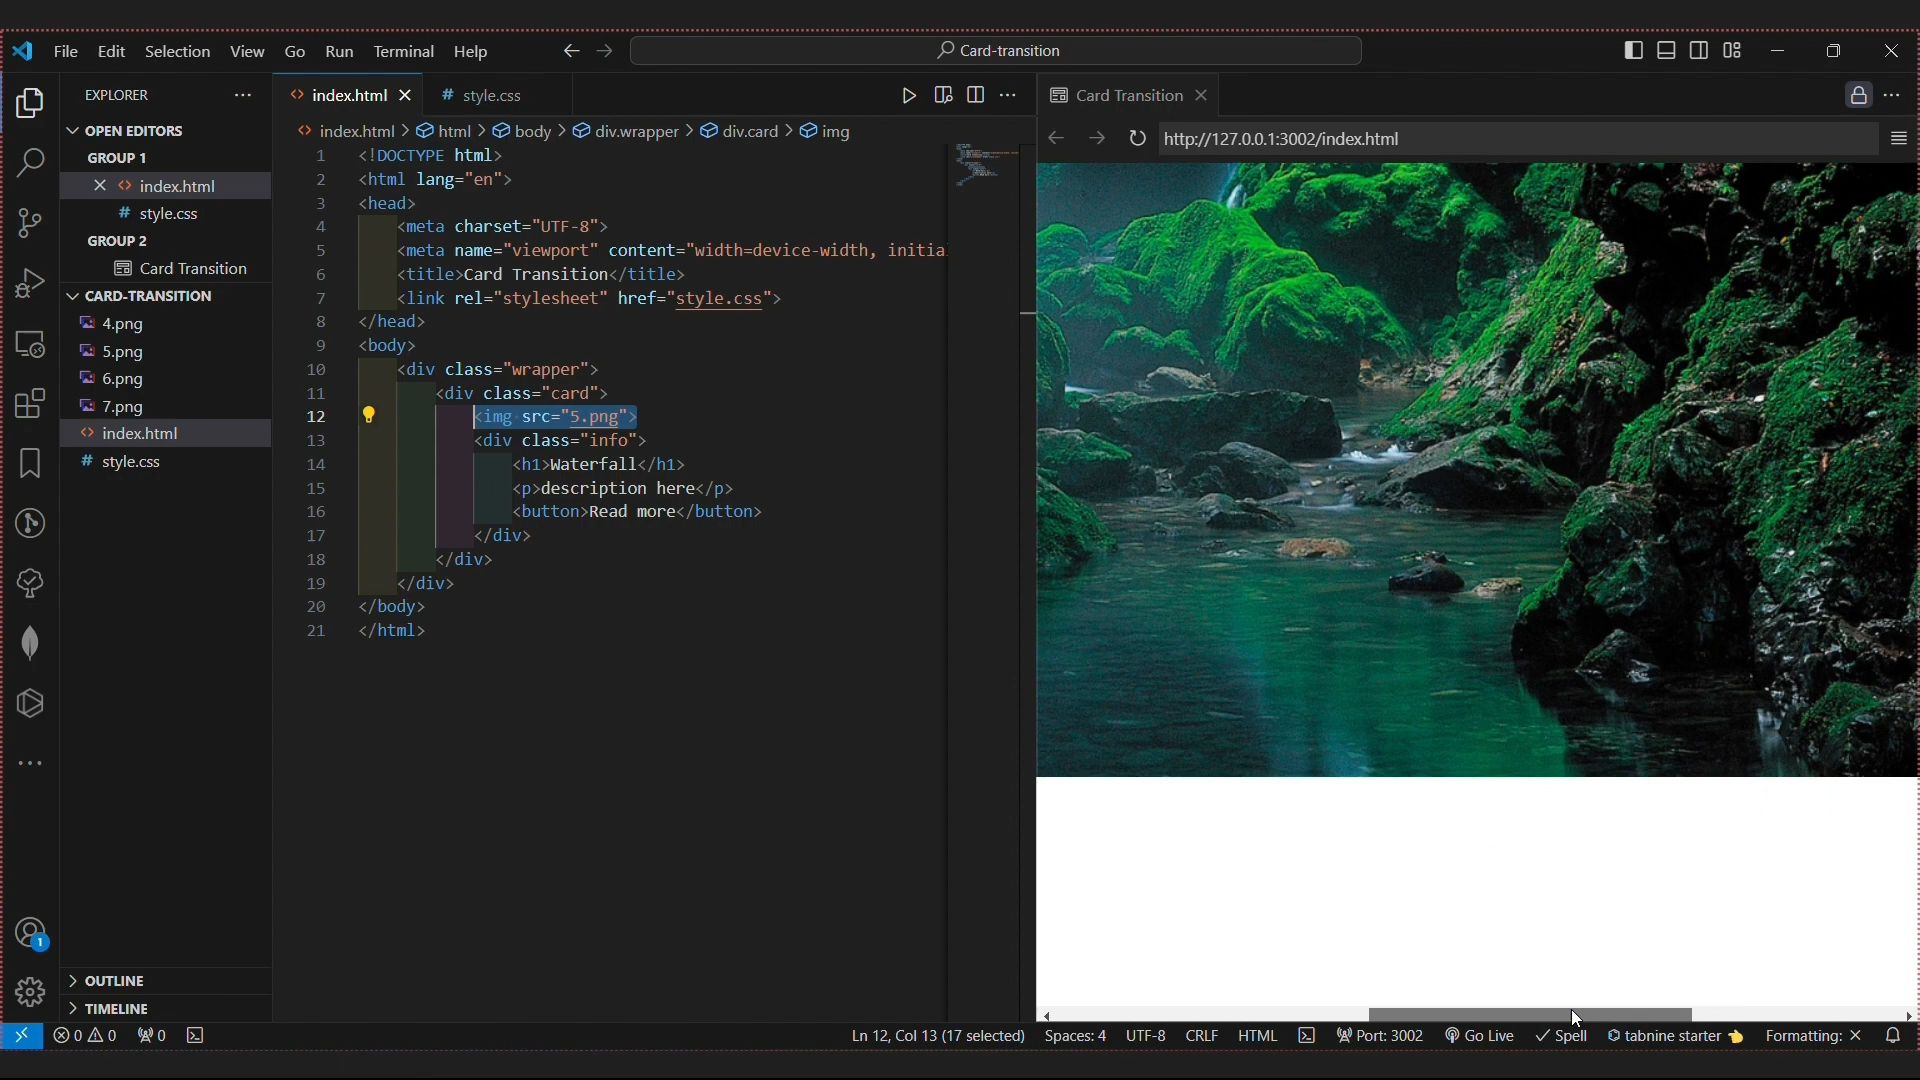 File Edit Selection View Go Run Terminal Help
Card-transition
EXPLORER
OPEN EDITORS
GROUP 1
index.html
# style.css
GROUP 2
Card Transition
CARD-TRANSITION
4.png
5.png
6.png
7.png
<> index.html
# style.css
OUTLINE
TIMELINE
1
<> index.html
# style.css
<> index.html > html > body > div.wrapper > div.card > img
1 <!DOCTYPE html>
2 <html lang="en">
3 <head>
4 <meta charset="UTF-8">
5 <meta name="viewport" content="width=device-width, initia
6 <title>Card Transition</title>
7 <link rel="stylesheet" href="style.css">
8 </head>
9 <body>
10 <div class="wrapper">
11 <div class="card">
12 <img src="5.png">
13 <div class="info">
14 <h1>Waterfall</h1>
15 <p>description here</p>
16 <button>Read more</button>
17 </div>
18 </div>
19 </div>
20 </body>
21 </html>
Card Transition
http://127.0.0.1:3002/index.html
0 0 0 Ln 12, Col 13 (17 selected) Spaces: 4 UTF-8 CRLF HTML Port: 3002 Go Live Spell tabnine starter Formatting: ×